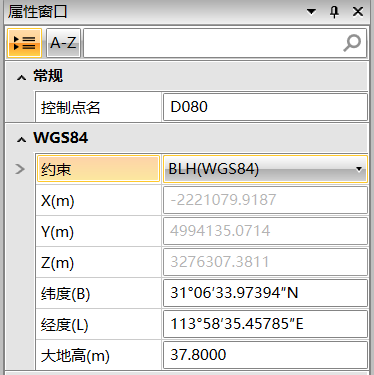 属性窗口
A-Z
常规
控制点名 D080
WGS84
约束 BLH(WGS84)
X(m) -2221079.9187
Y(m) 4994135.0714
Z(m) 3276307.3811
纬度(B) 31°06′33.97394″N
经度(L) 113°58′35.45785″E
大地高(m) 37.8000